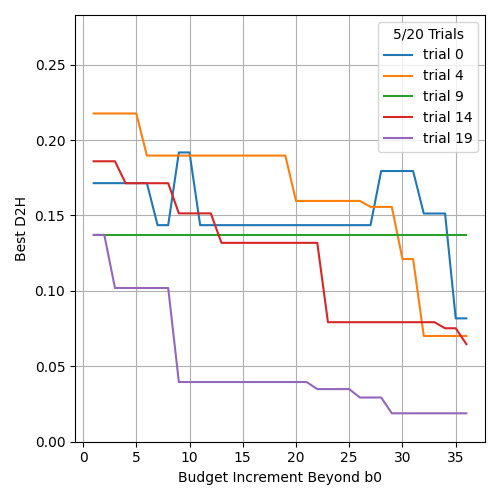 5/20 Trials
trial 0
trial 4
trial 9
trial 14
trial 19
Best D2H
0.25
0.20
0.15
0.10
0.05
0.00
0 5 10 15 20 25 30 35
Budget Increment Beyond b0